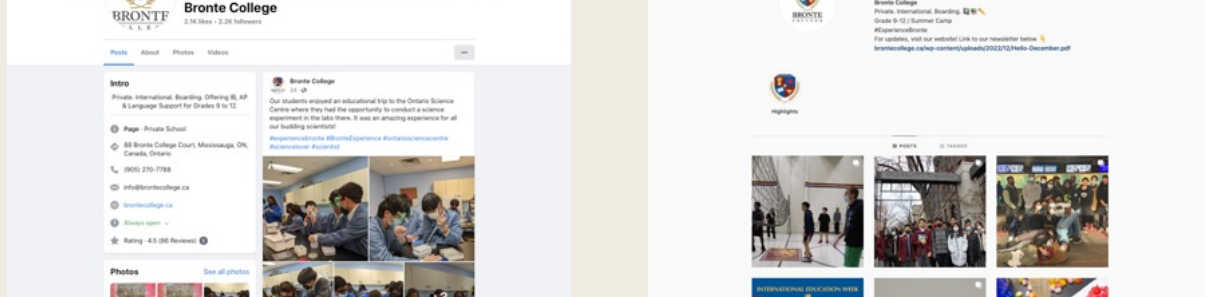 BRONTE
Bronte College
2.1K likes • 2.2K followers
Posts
About
Photos
Videos
Intro
Private. International. Boarding. Offering IB, AP
& Language Support for Grades 9 to 12.
Page · Private School
88 Bronte College Court, Mississauga, ON,
Canada, Ontario
(905) 270-7788
info@brontecollege.ca
brontecollege.ca
Always open
Rating · 4.5 (86 Reviews)
Photos
See all photos
Bronte College
2d
Our students enjoyed an educational trip to the Ontario Science
Centre where they had the opportunity to conduct a science
experiment in the labs there. It was an amazing experience for all
our budding scientists!
#experiencebronte #BronteExperience #ontariosciencecentre
#sciencelover #scientist
BRONTE
COLLEGE
Bronte College
Private. International. Boarding.
Grade 9-12 / Summer Camp
#ExperienceBronte
For updates, visit our website! Link to our newsletter below
brontecollege.ca/wp-content/uploads/2022/12/Hello-December.pdf
Highlights
POSTS
TAGGED
INTERNATIONAL EDUCATION WEEK